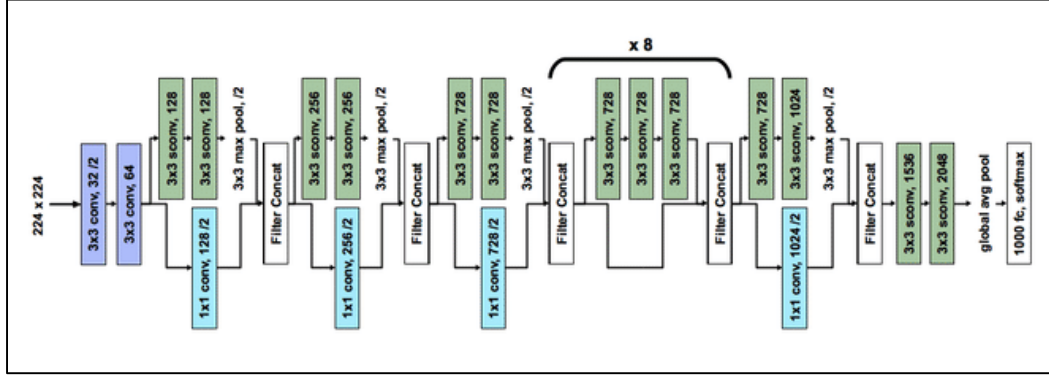 x 8
224 x 224
3x3 conv, 32 /2
3x3 conv, 64
3x3 sconv, 128
3x3 sconv, 128
3x3 max pool, /2
1x1 conv, 128 /2
Filter Concat
3x3 sconv, 256
3x3 sconv, 256
3x3 max pool, /2
1x1 conv, 256 /2
Filter Concat
3x3 sconv, 728
3x3 sconv, 728
3x3 max pool, /2
1x1 conv, 728 /2
Filter Concat
3x3 sconv, 728
3x3 sconv, 728
3x3 sconv, 728
Filter Concat
3x3 sconv, 728
3x3 sconv, 1024
3x3 max pool, /2
1x1 conv, 1024 /2
Filter Concat
3x3 sconv, 1536
3x3 sconv, 2048
global avg pool
1000 fc, softmax